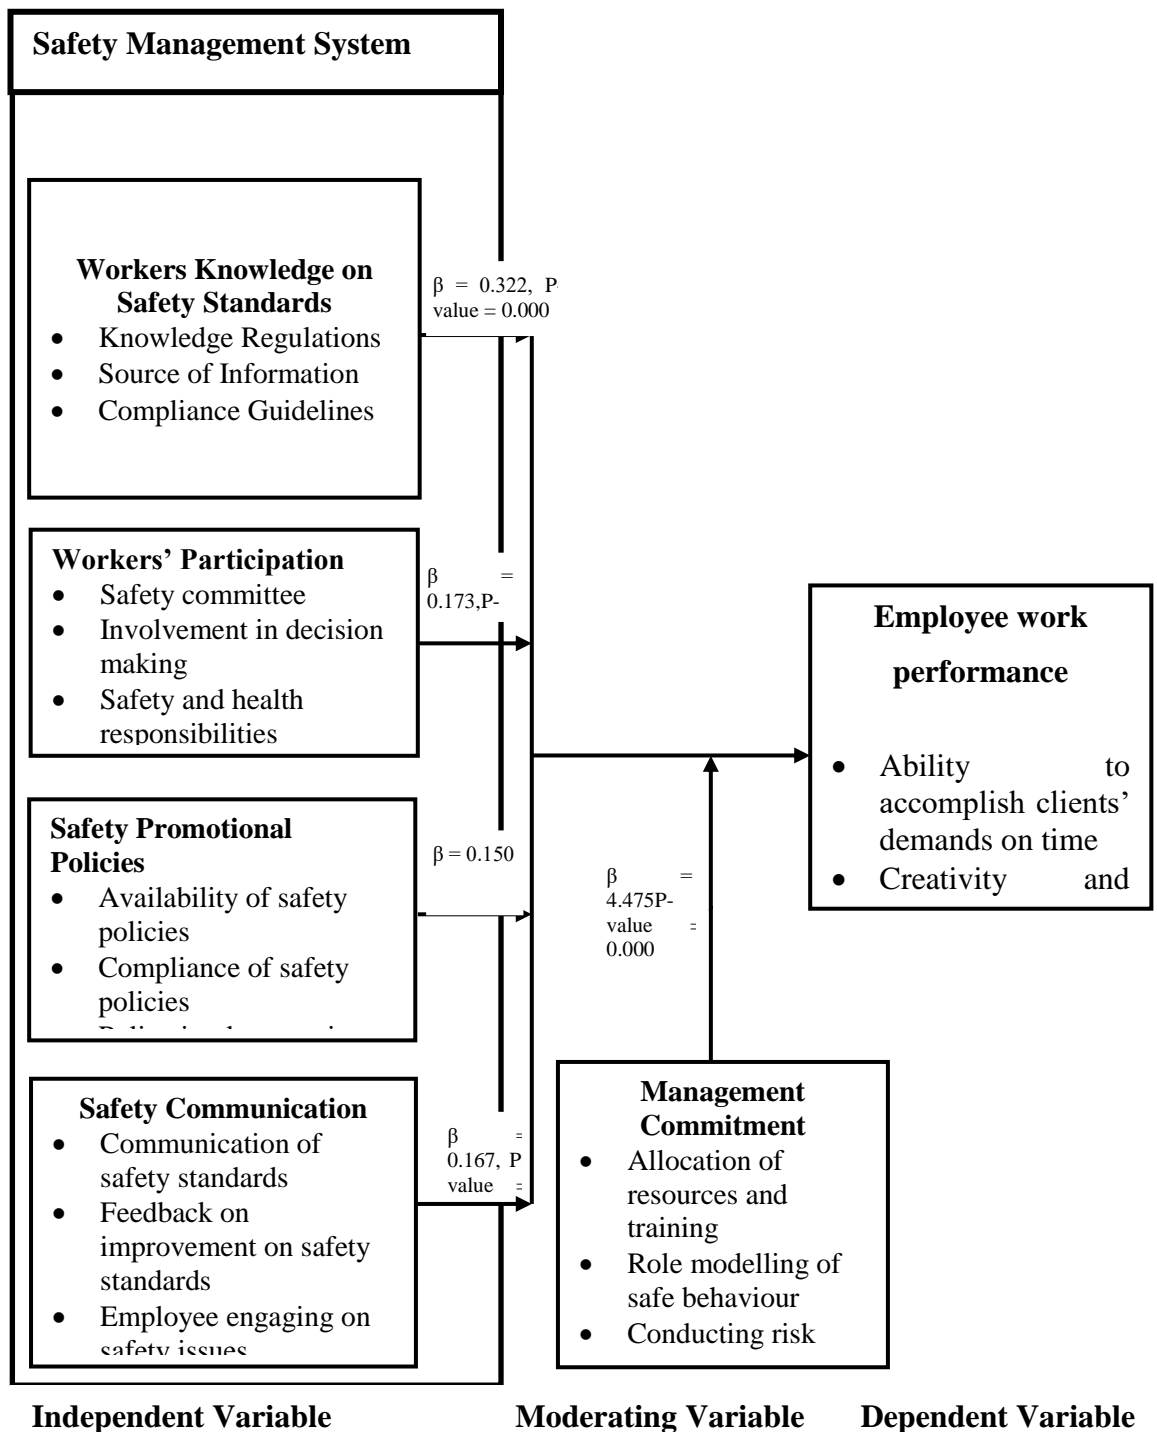 Safety Management System
Workers Knowledge on
Safety Standards
• Knowledge Regulations
• Source of Information
• Compliance Guidelines
β = 0.322, P-
value = 0.000
Workers’ Participation
• Safety committee
• Involvement in decision
making
• Safety and health
responsibilities
β =
0.173,P-
Safety Promotional
Policies
• Availability of safety
policies
• Compliance of safety
policies
β = 0.150
Safety Communication
• Communication of
safety standards
• Feedback on
improvement on safety
standards
• Employee engaging on
safety issues
β =
0.167, P
value =
Employee work
performance
• Ability to
accomplish clients’
demands on time
• Creativity and
β =
4.475P-
value =
0.000
Management
Commitment
• Allocation of
resources and
training
• Role modelling of
safe behaviour
• Conducting risk
Independent Variable
Moderating Variable
Dependent Variable